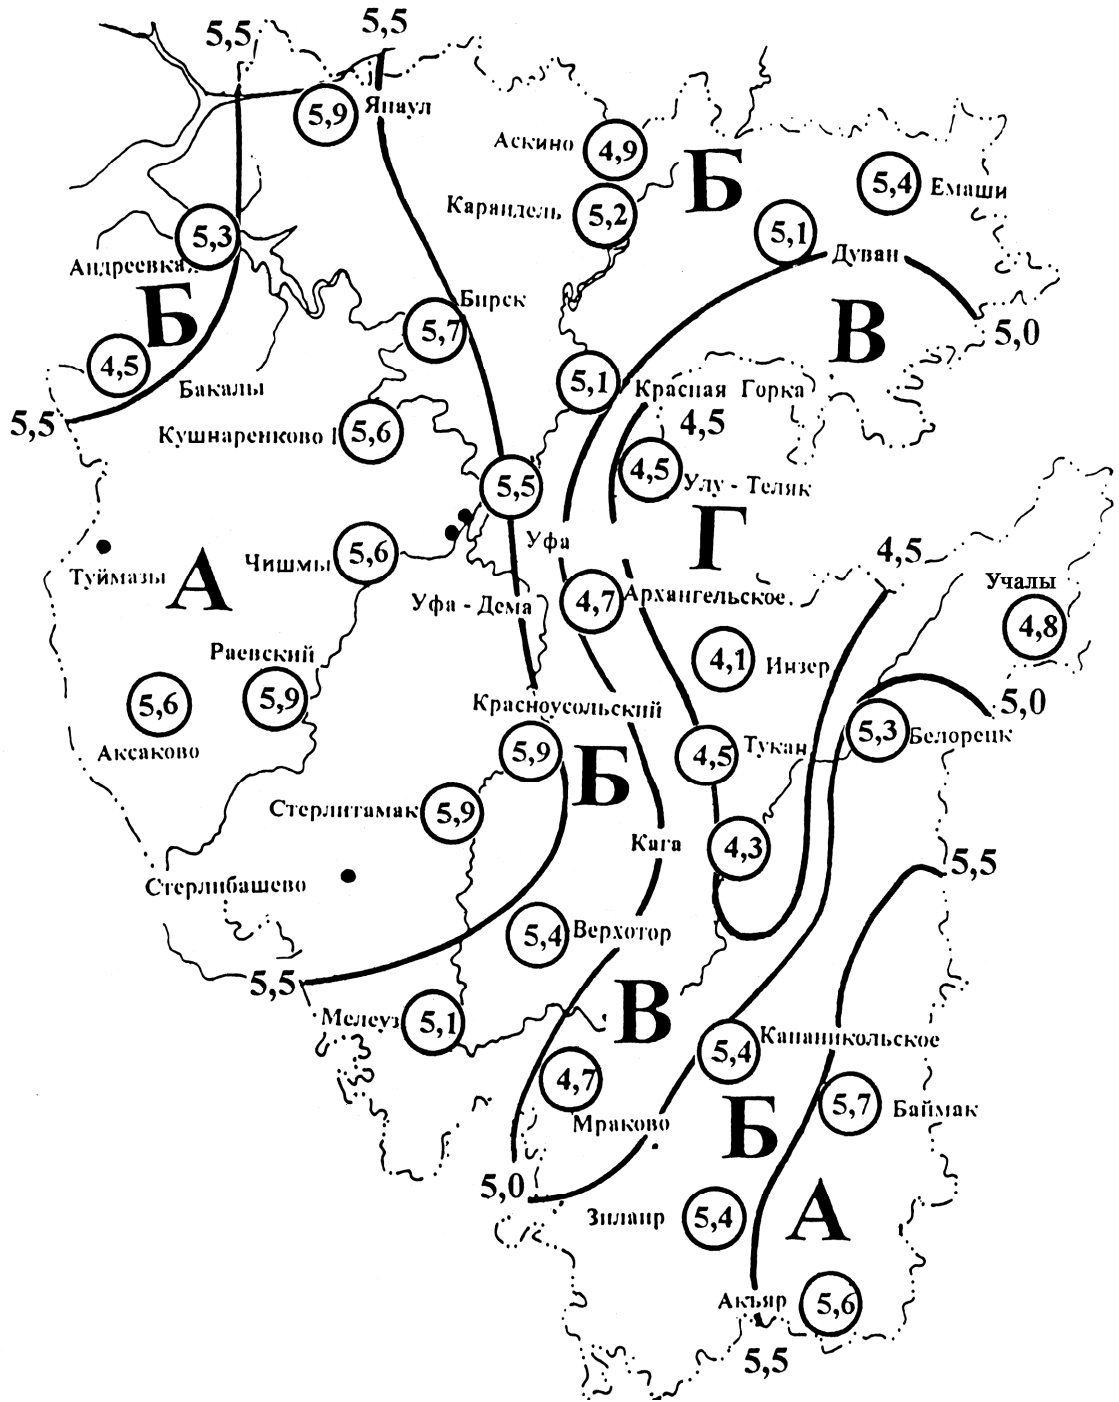 5,5
5,5
5,9 Янаул
Аскино 4,9
Б
5,4 Емаши
Караидель 5,2
5,1
5,3
Дуван
Андреевка
Б
В
Бирск
5,7
5,0
4,5
5,1
Бакалы
Красная Горка
5,5
4,5
Кушнаренково 5,6
4,5
5,5
Улу - Теляк
Г
Уфа
4,5
Туймазы
А
Чишмы 5,6
Учалы
Уфа - Дема
4,7 Архангельское
4,8
Раевский
4,1 Инзер
5,6
5,9
Красноусольский
5,0
Аксаково
5,9
Б
4,5 Тукан
5,3 Белорецк
Стерлитамак 5,9
Кага
4,3
5,5
Стерлибашево
5,4 Верхотор
5,5
Мелеуз 5,1
В
5,4 Кананикольское
4,7
5,7 Баймак
Мраково
Б
5,0
Зилаир 5,4
А
Акъяр 5,6
5,5